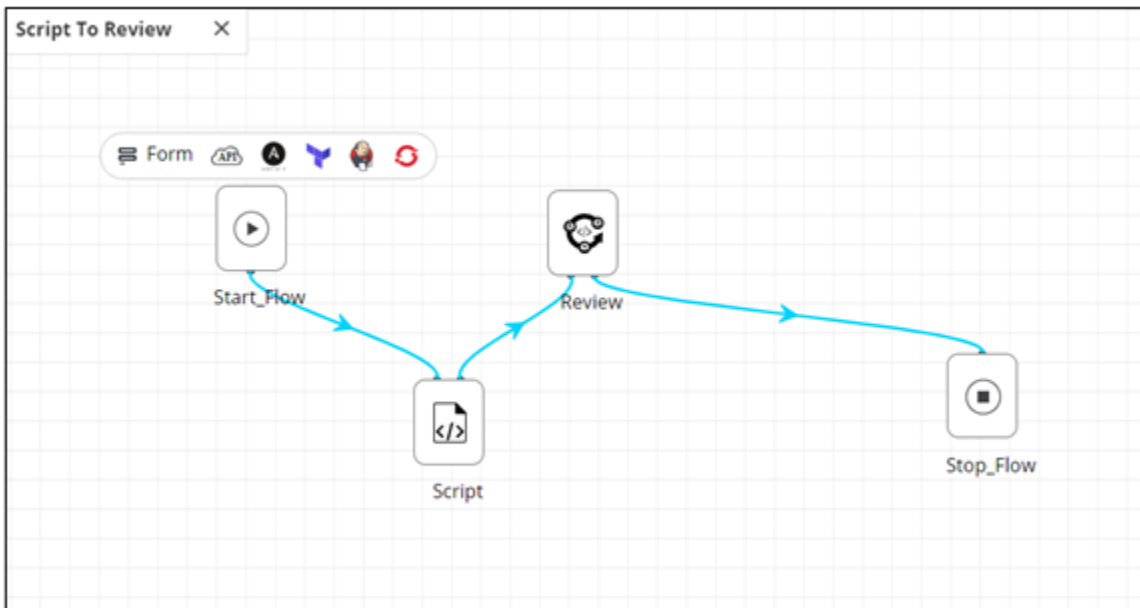 Script To Review
Form
API
A
Start_Flow
Review
</>
Script
Stop_Flow